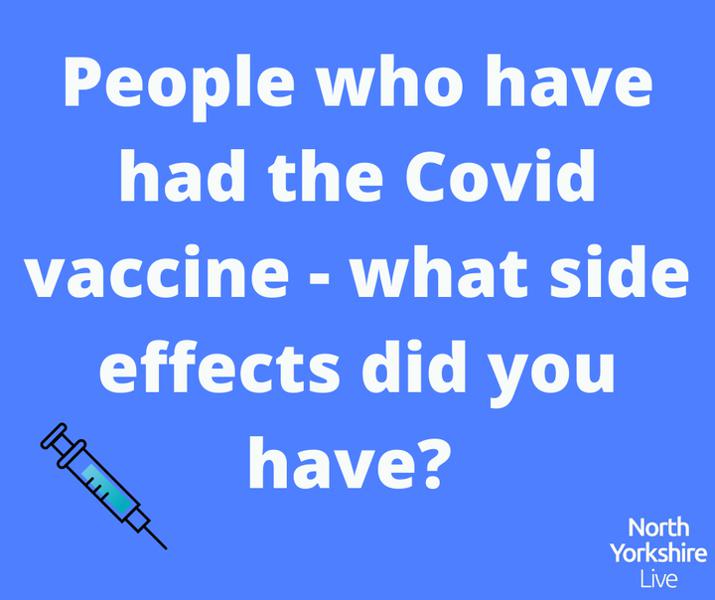 People who have
had the Covid
vaccine - what side
effects did you
have?
North
Yorkshire
Live